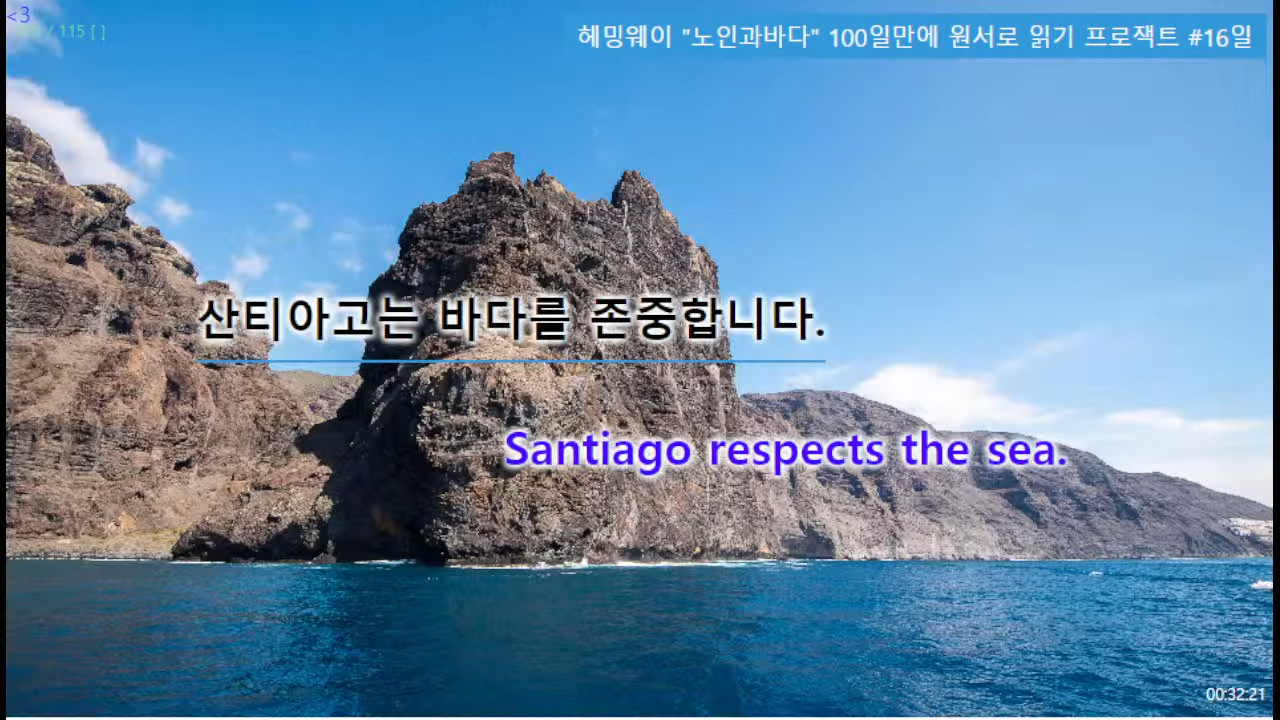 <3
/ 115 [ ]
헤밍웨이 "노인과바다" 100일만에 원서로 읽기 프로잭트 #16일
산티아고는 바다를 존중합니다.
Santiago respects the sea.
00:32:21